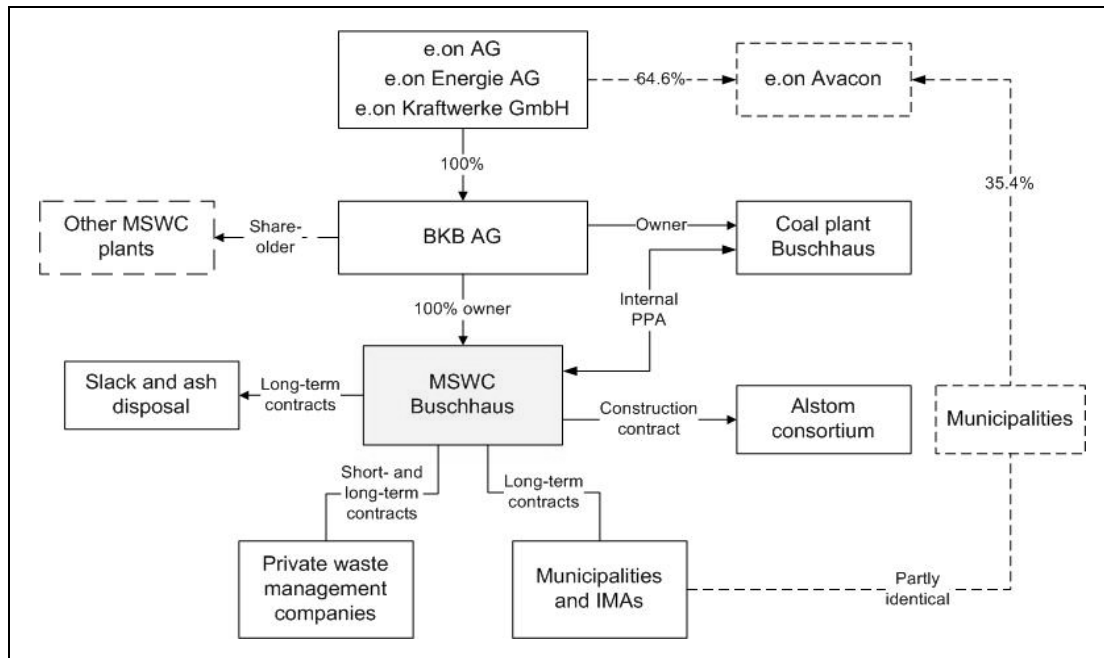 e.on AG
e.on Energie AG
e.on Kraftwerke GmbH
64.6%
e.on Avacon
100%
35.4%
Other MSWC
plants
Share-
older
BKB AG
Owner
Coal plant
Buschhaus
Internal
PPA
100% owner
Slack and ash
disposal
Long-term
contracts
MSWC
Buschhaus
Construction
contract
Alstom
consortium
Municipalities
Short- and
long-term
contracts
Long-term
contracts
Private waste
management
companies
Municipalities
and IMAs
Partly
identical